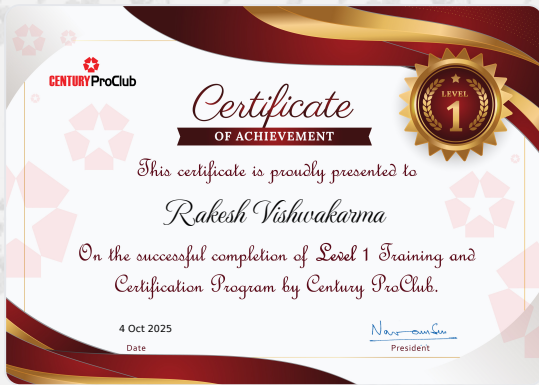 CENTURY ProClub
Certificate
OF ACHIEVEMENT
LEVEL
1
This certificate is proudly presented to
Rakesh Vishwakarma
On the successful completion of Level 1 Training and
Certification Program by Century ProClub.
4 Oct 2025
Date
President